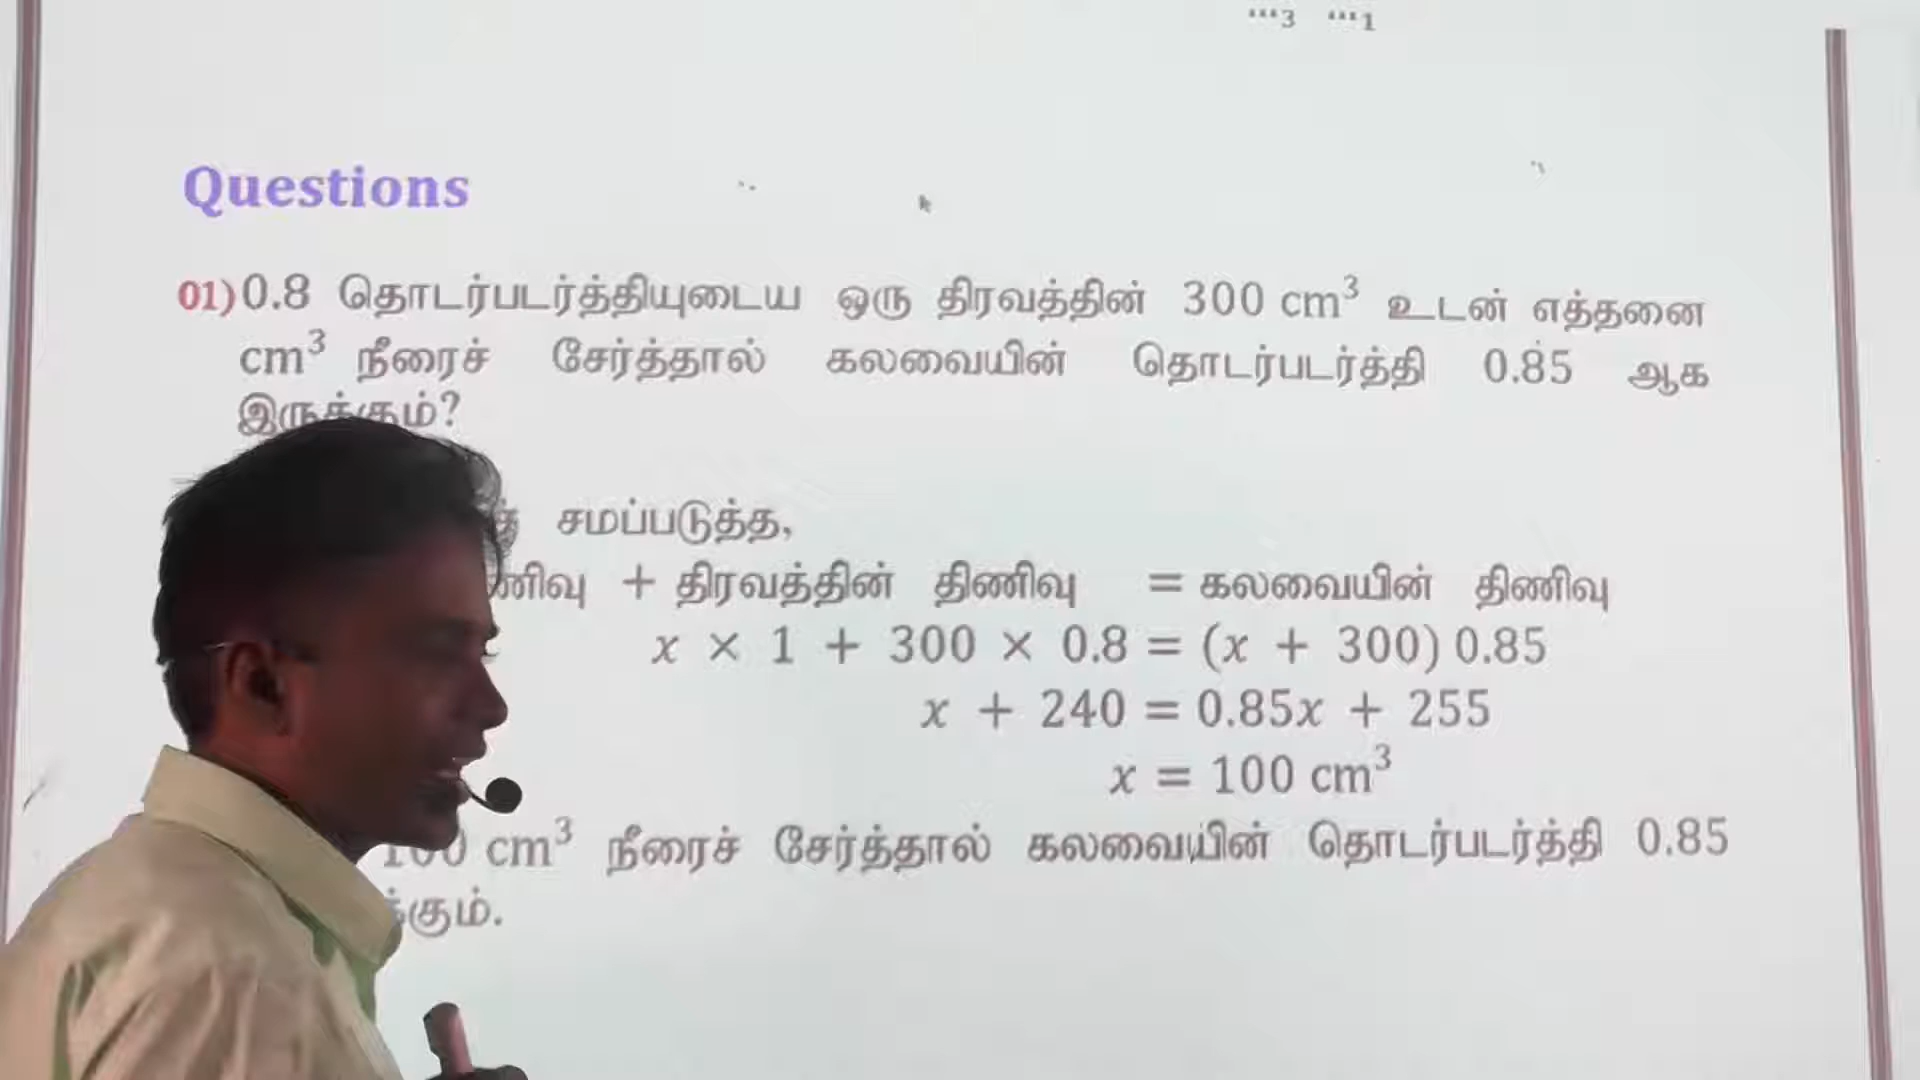 Questions
01) 0.8 தொடர்படர்த்தியுடைய ஒரு திரவத்தின் 300 cm³ உடன் எத்தனை
cm³ நீரைச் சேர்த்தால் கலவையின் தொடர்படர்த்தி 0.85 ஆக
இருக்கும்?
சமப்படுத்த,
+ திரவத்தின் திணிவு = கலவையின் திணிவு
x × 1 + 300 × 0.8 = (x + 300) 0.85
x + 240 = 0.85x + 255
x = 100 cm³
100 cm³ நீரைச் சேர்த்தால் கலவையின் தொடர்படர்த்தி 0.85